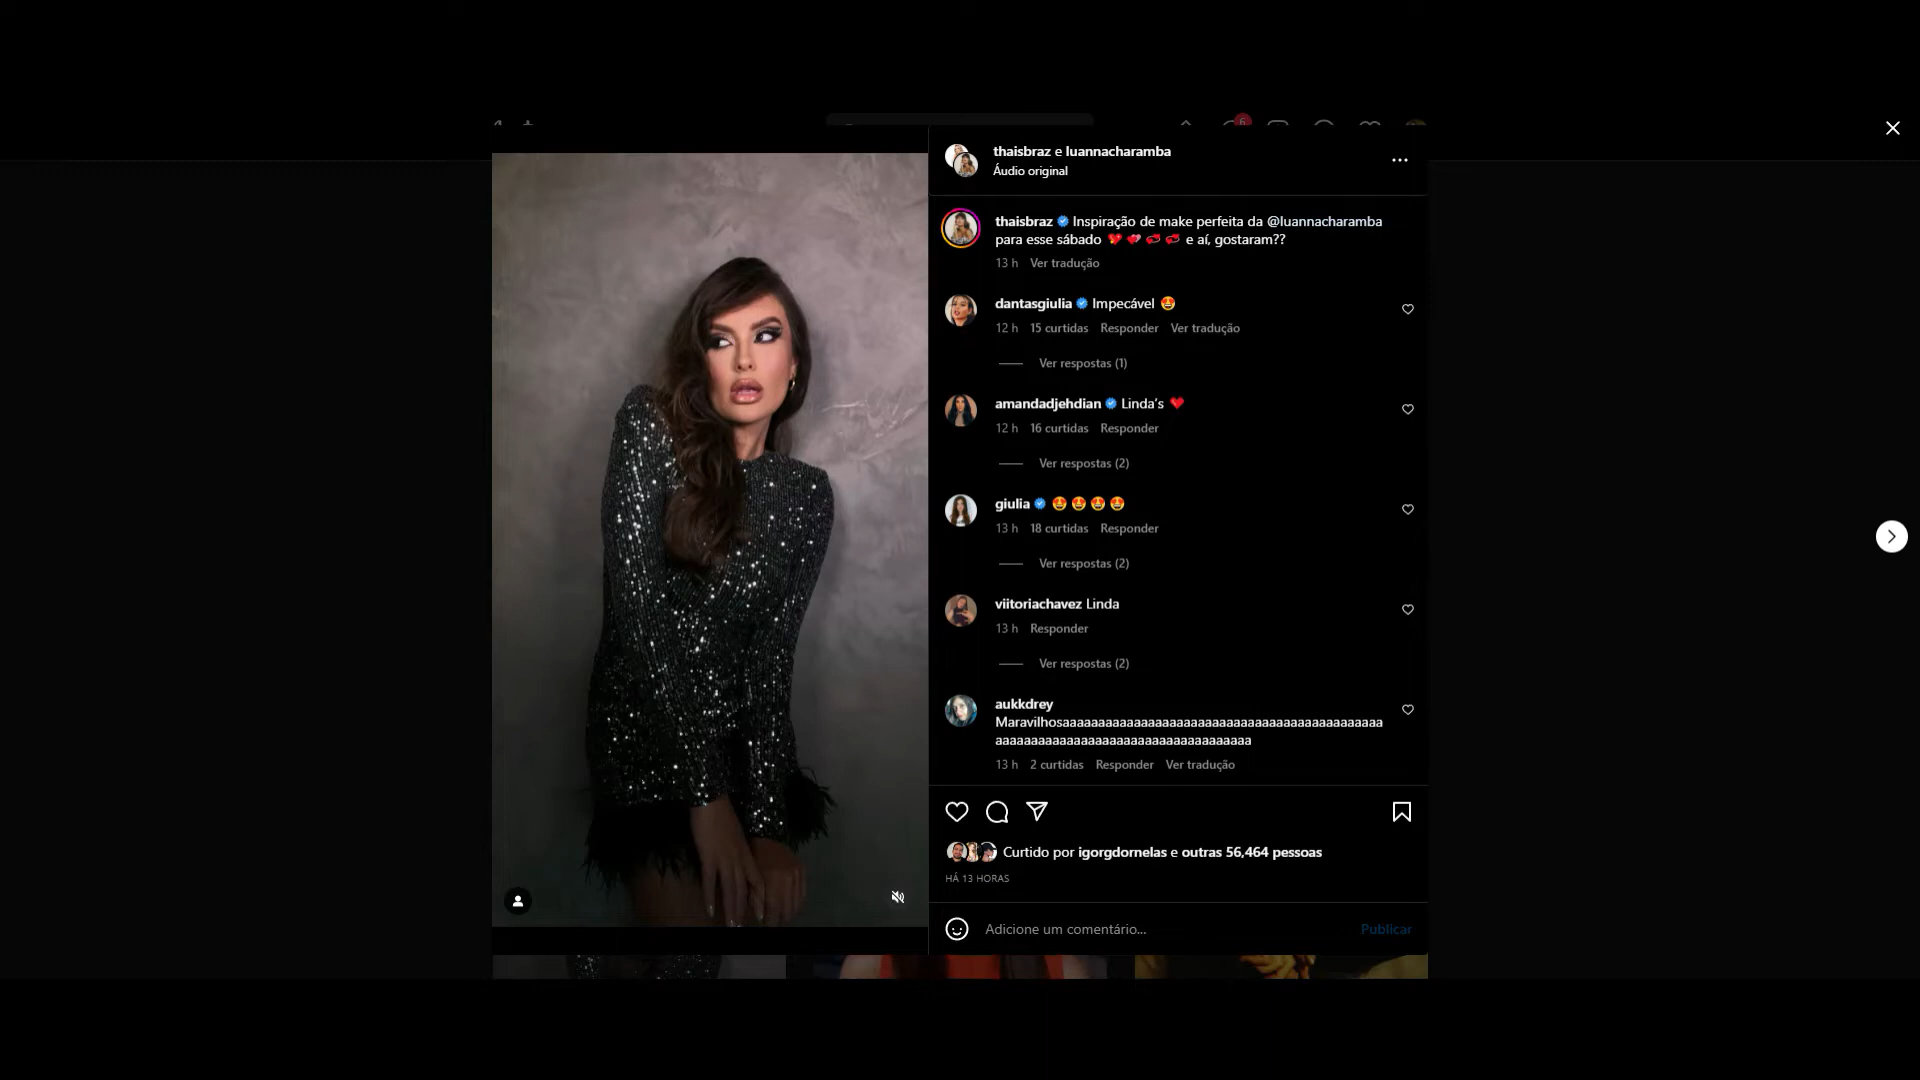 6
thaisbraz e luannacharamba
Áudio original
thaisbraz Inspiração de make perfeita da @luannacharamba
para esse sábado 💖 💕 💞 💞 e aí, gostaram??
13 h Ver tradução
dantasgiulia Impecável 🤩
12 h 15 curtidas Responder Ver tradução
Ver respostas (1)
amandadjehdian Linda's ❤️
12 h 16 curtidas Responder
Ver respostas (2)
giulia 🤩 🤩 🤩 🤩
13 h 18 curtidas Responder
Ver respostas (2)
viitoriachavez Linda
13 h Responder
Ver respostas (2)
aukkdrey
Maravilhosaaaaaaaaaaaaaaaaaaaaaaaaaaaaaaaaaaaaaaaaaaaaa
aaaaaaaaaaaaaaaaaaaaaaaaaaaaaaaaaaaa
13 h 2 curtidas Responder Ver tradução
Curtido por igorgdornelas e outras 56,464 pessoas
HÁ 13 HORAS
Adicione um comentário... Publicar